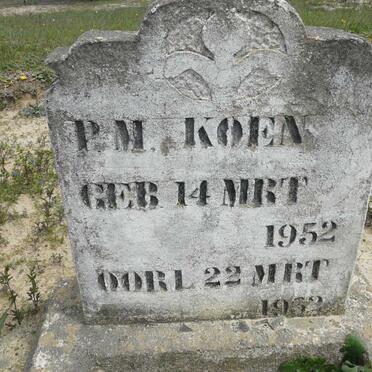 P.M. KOEN
GEB 14 MRT
1952
OORL 22 MRT
1952